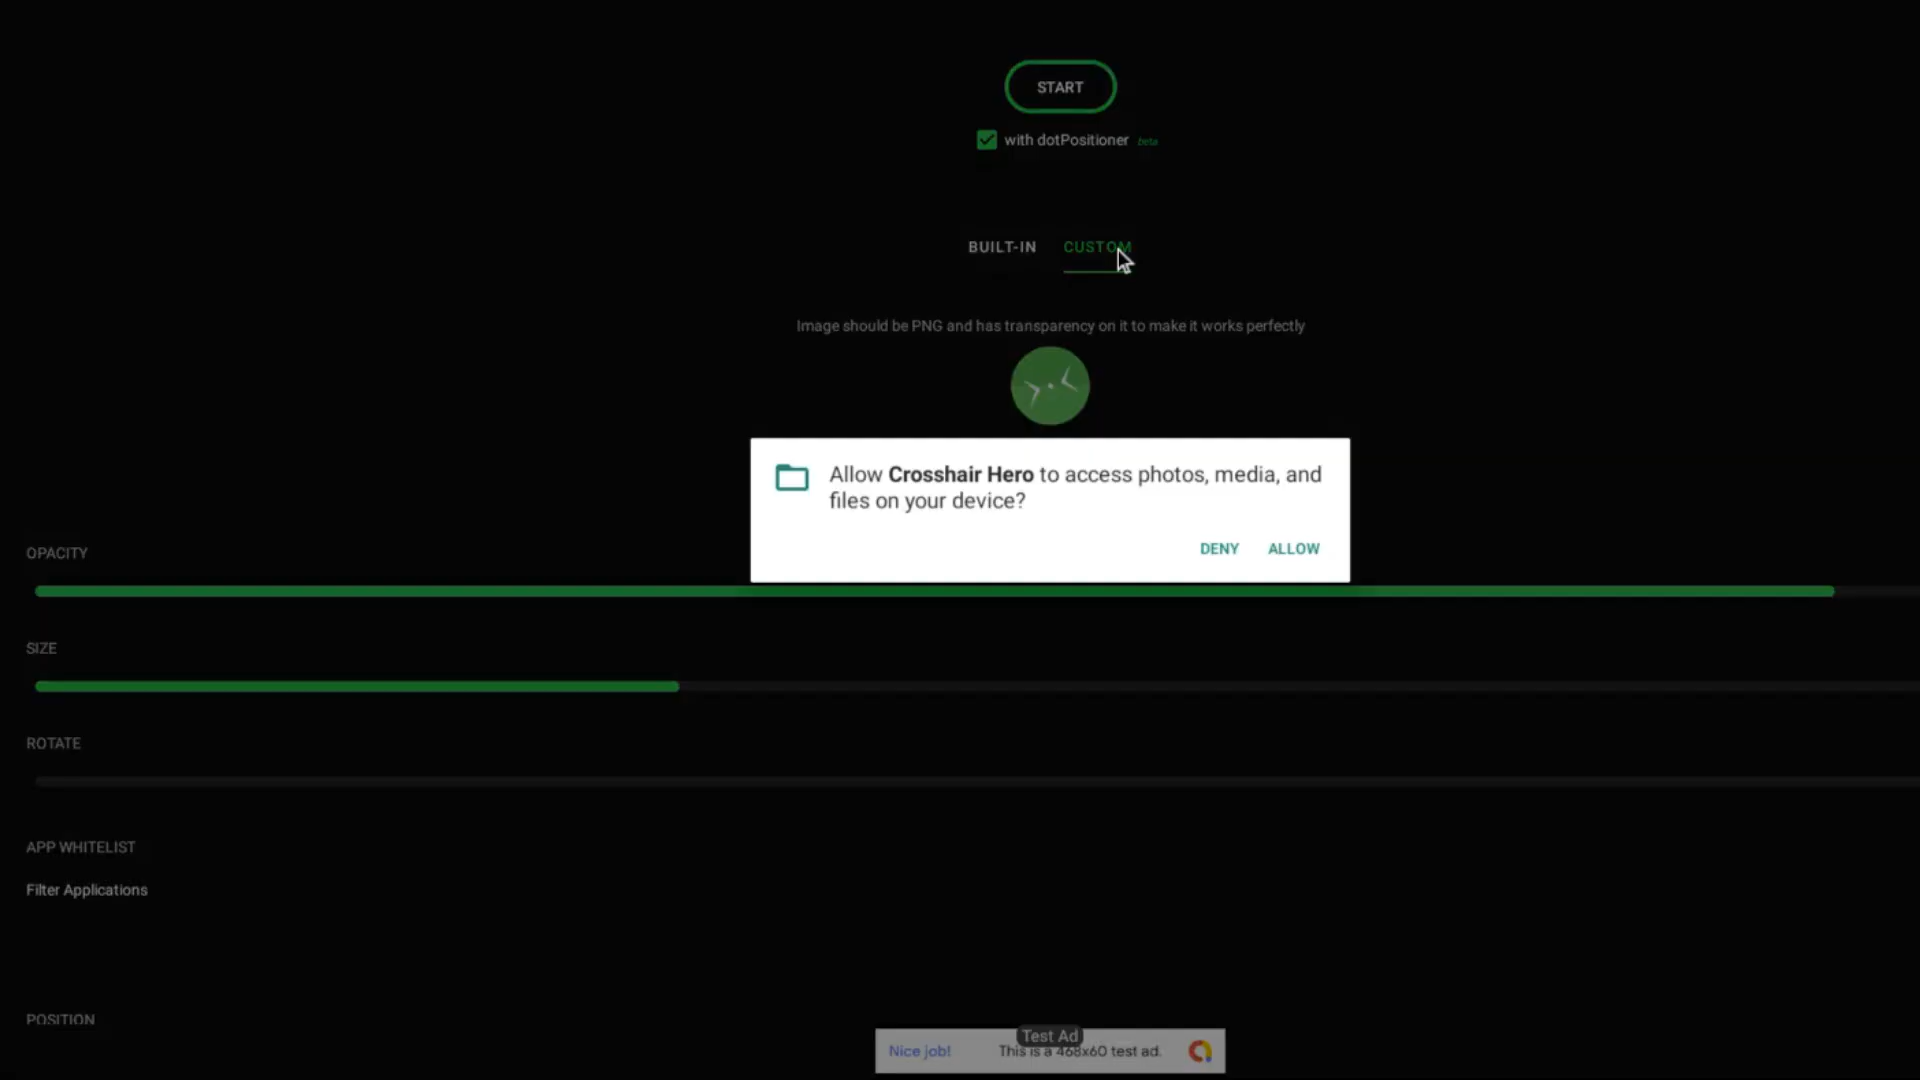 START
with dotPositioner beta
BUILT-IN CUSTOM
Image should be PNG and has transparency on it to make it works perfectly
Allow Crosshair Hero to access photos, media, and
files on your device?
DENY ALLOW
OPACITY
SIZE
ROTATE
APP WHITELIST
Filter Applications
POSITION
Test Ad
Nice job! This is a 468x60 test ad.